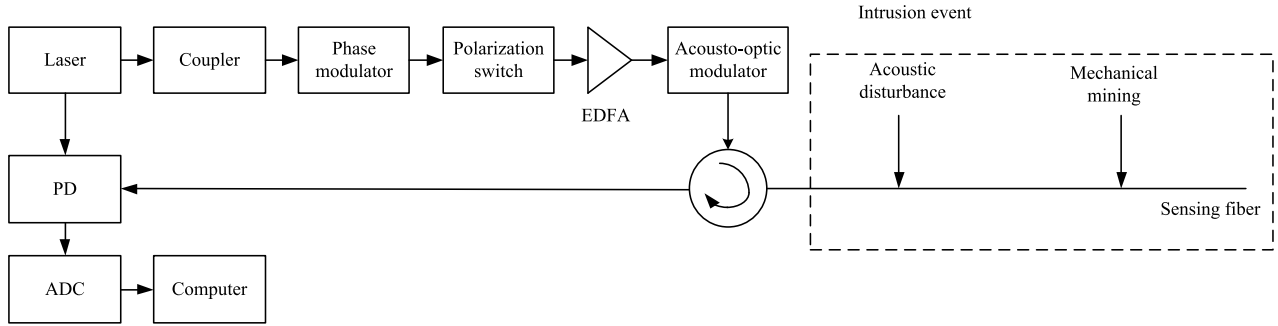 Intrusion event
Laser
Coupler
Phase
modulator
Polarization
switch
EDFA
Acousto-optic
modulator
Acoustic
disturbance
Mechanical
mining
PD
Sensing fiber
ADC
Computer